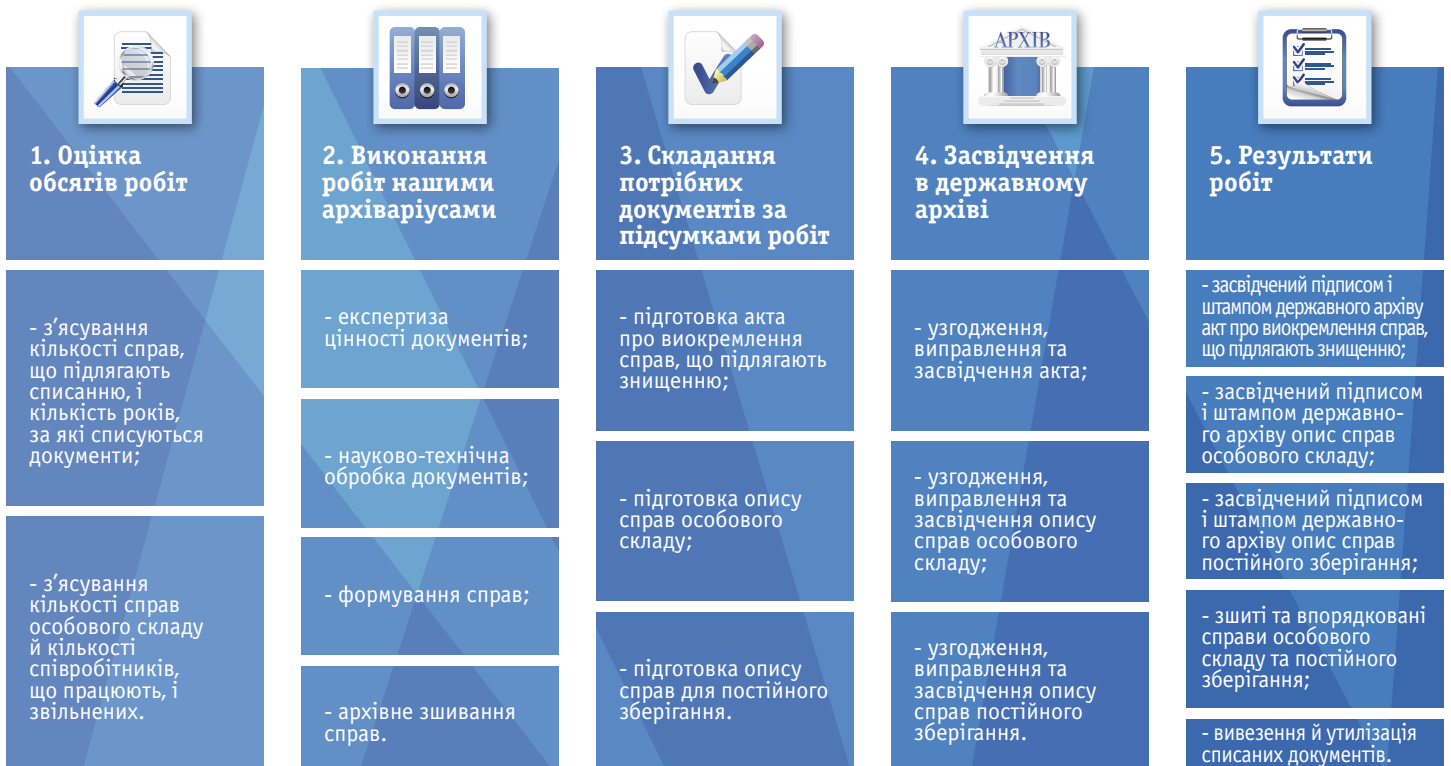 АРХІВ
1. Оцінка
обсягів робіт
- з’ясування
кількості справ,
що підлягають
списанню, і
кількість років,
за які списуються
документи;
- з’ясування
кількості справ
особового складу
й кількості
співробітників,
що працюють, і
звільнених.
2. Виконання
робіт нашими
архіваріусами
- експертиза
цінності документів;
- науково-технічна
обробка документів;
- формування справ;
- архівне зшивання
справ.
3. Складання
потрібних
документів за
підсумками робіт
- підготовка акта
про виокремлення
справ, що підлягають
знищенню;
- підготовка опису
справ особового
складу;
- підготовка опису
справ для постійного
зберігання.
4. Засвідчення
в державному
архіві
- узгодження,
виправлення та
засвідчення акта;
- узгодження,
виправлення та
засвідчення опису
справ особового
складу;
- узгодження,
виправлення та
засвідчення опису
справ постійного
зберігання.
5. Результати
робіт
- засвідчений підписом і
штампом державного архіву
акт про виокремлення справ,
що підлягають знищенню;
- засвідчений підписом
і штампом державно-
го архіву опис справ
особового складу;
- засвідчений підписом
і штампом державно-
го архіву опис справ
постійного зберігання;
- зшиті та впорядковані
справи особового
складу та постійного
зберігання;
- вивезення й утилізація
списаних документів.